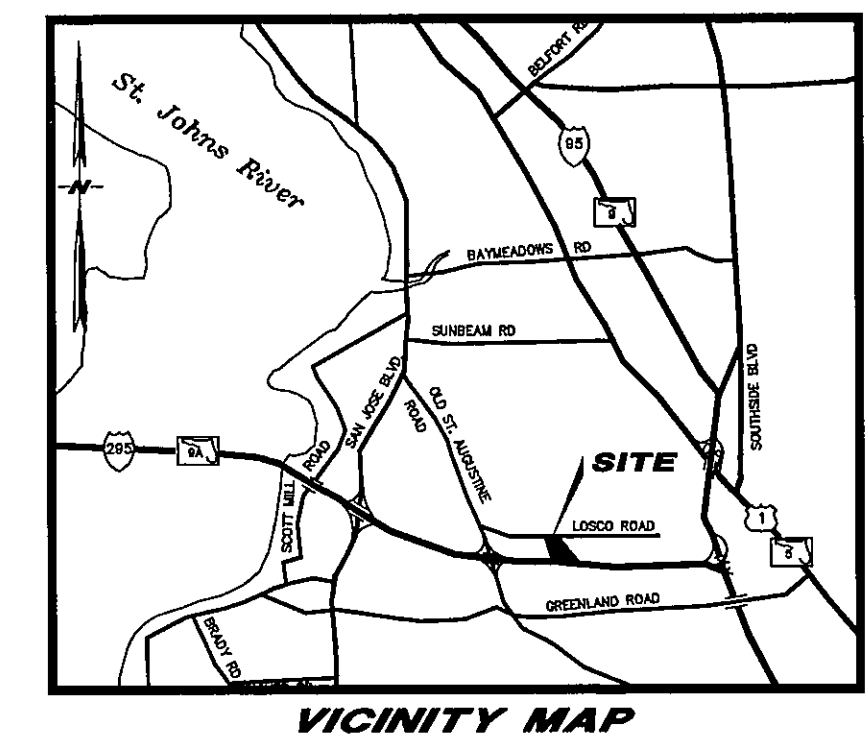 BELFORT RD
St. Johns River
N
95
9
BAYMEADOWS RD
SUNBEAM RD
SAN JOSE BLVD
OLD ST. AUGUSTINE
ROAD
SOUTHSIDE BLVD
295
9A
SCOTT MILL
ROAD
SITE
LOSCO ROAD
1
5
GREENLAND ROAD
BRADY RD
VICINITY MAP